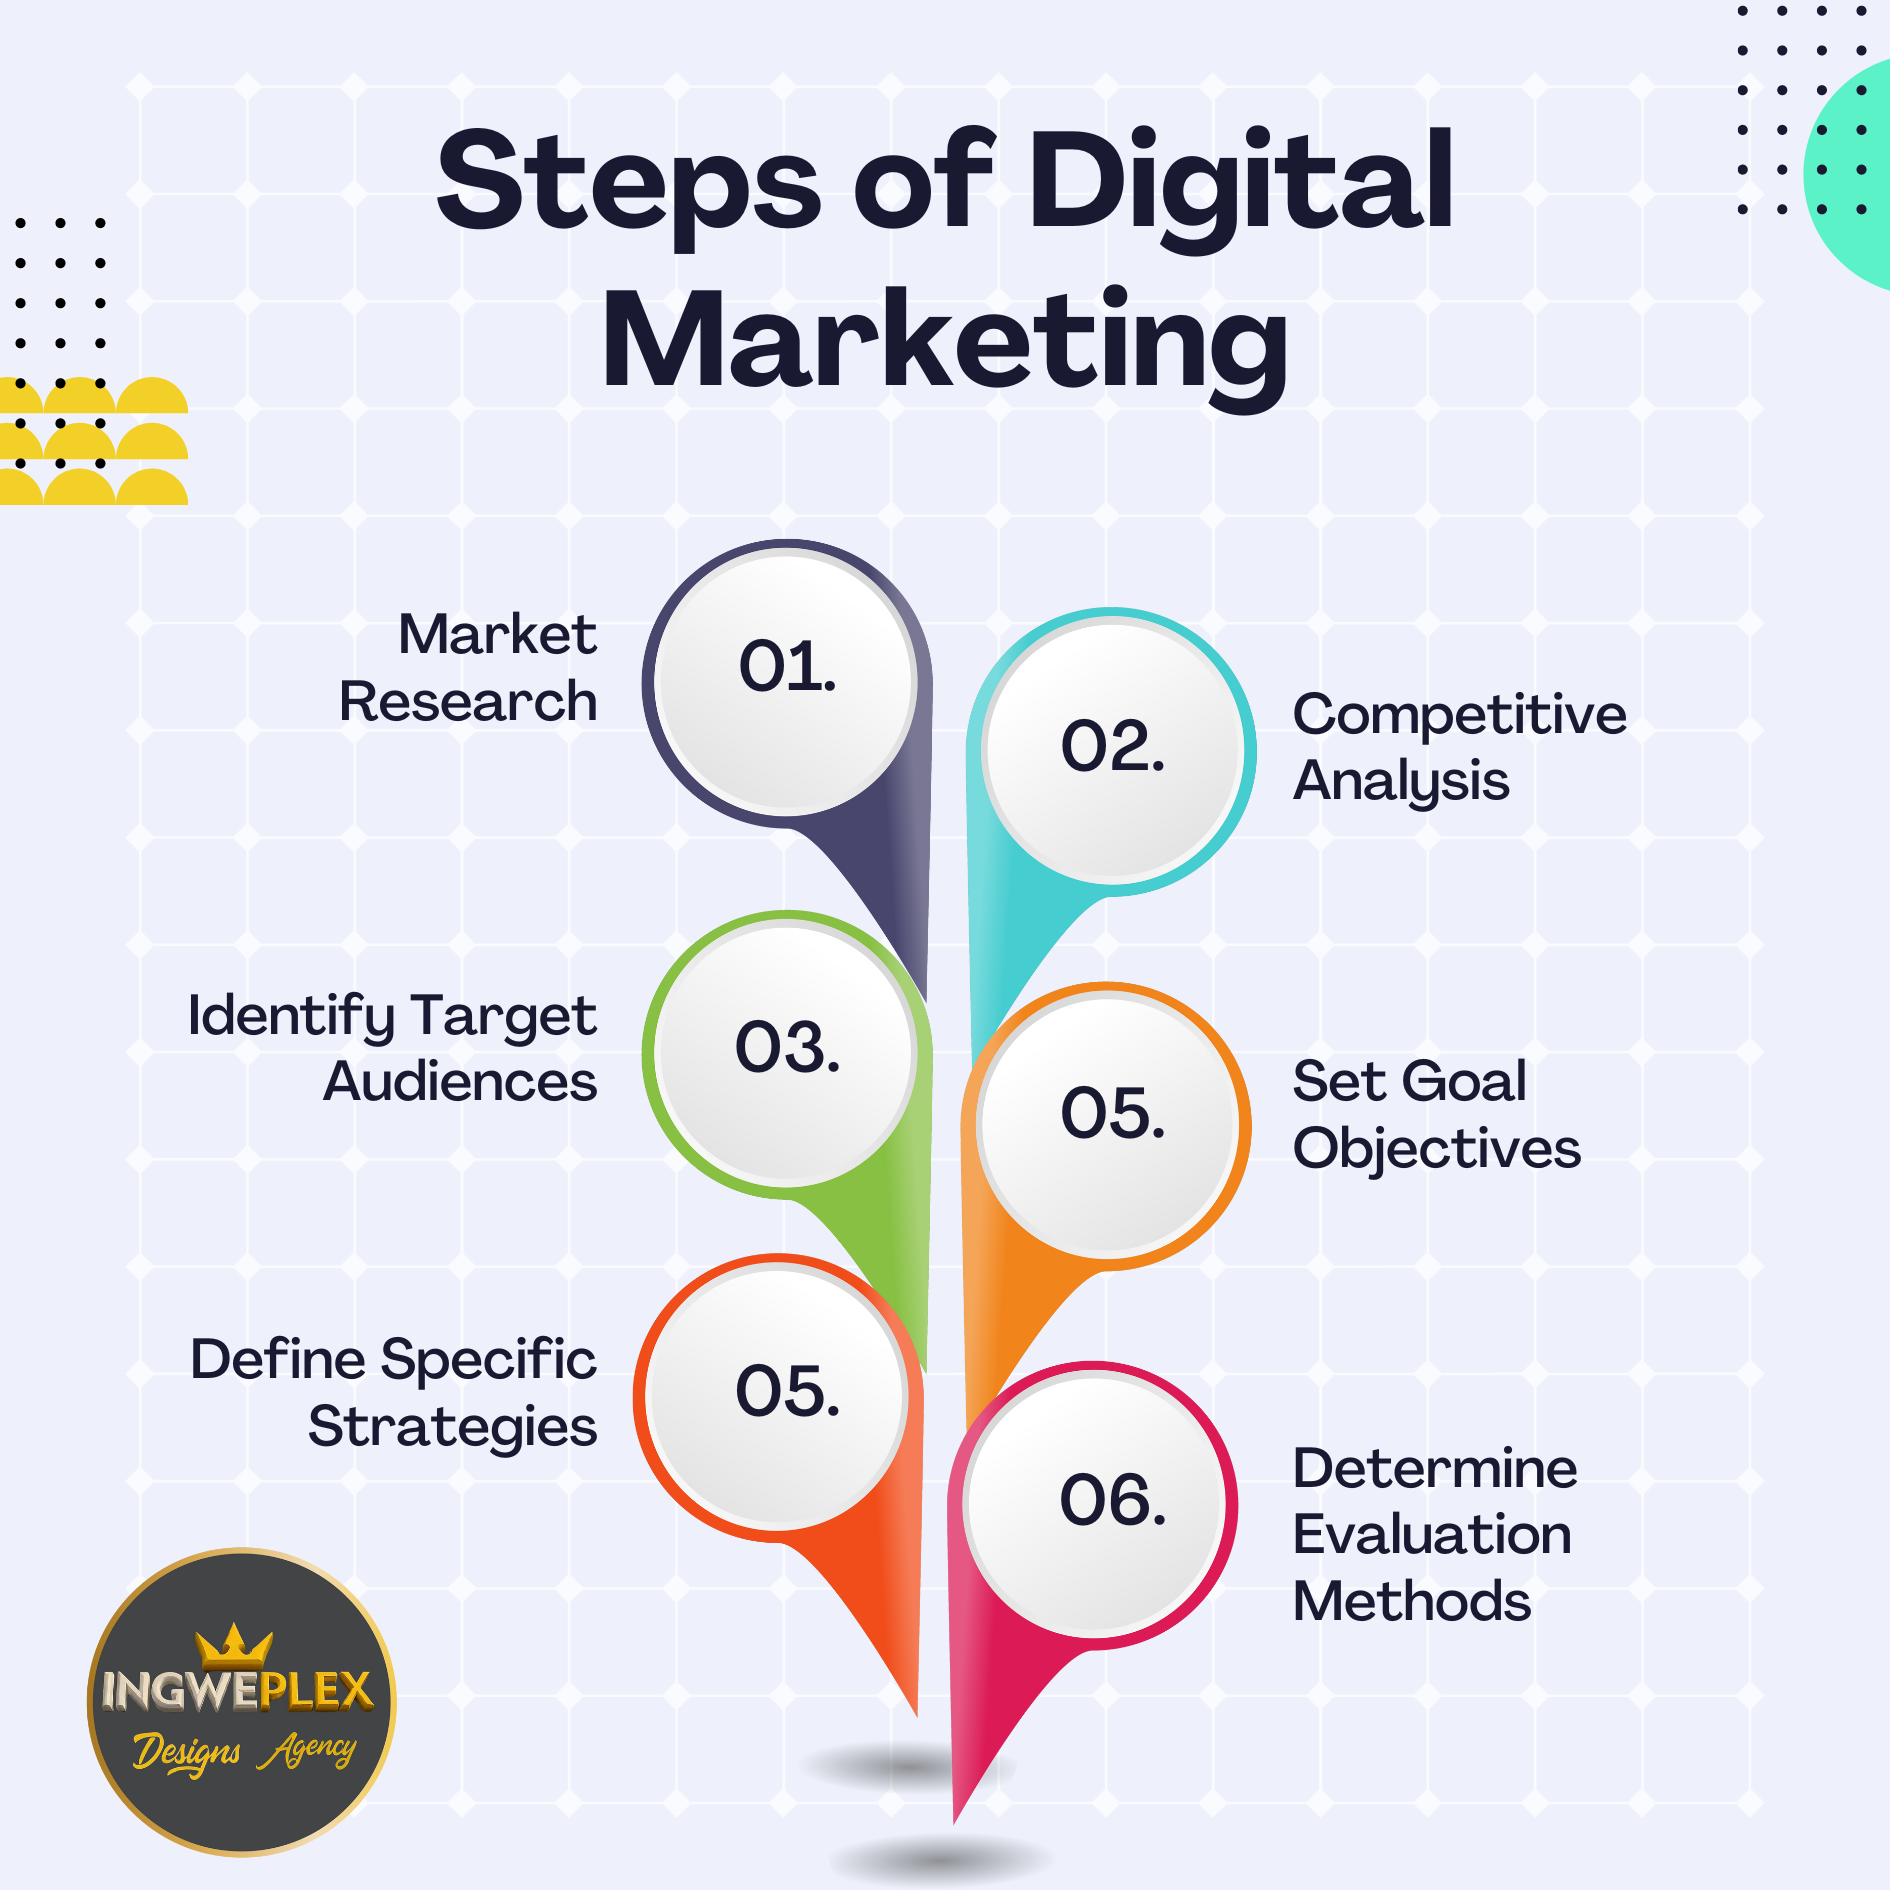 Steps of Digital
Marketing
01.
Market
Research
02.
Competitive
Analysis
03.
Identify Target
Audiences
05.
Set Goal
Objectives
05.
Define Specific
Strategies
06.
Determine
Evaluation
Methods
INGWEPLEX
Designs Agency